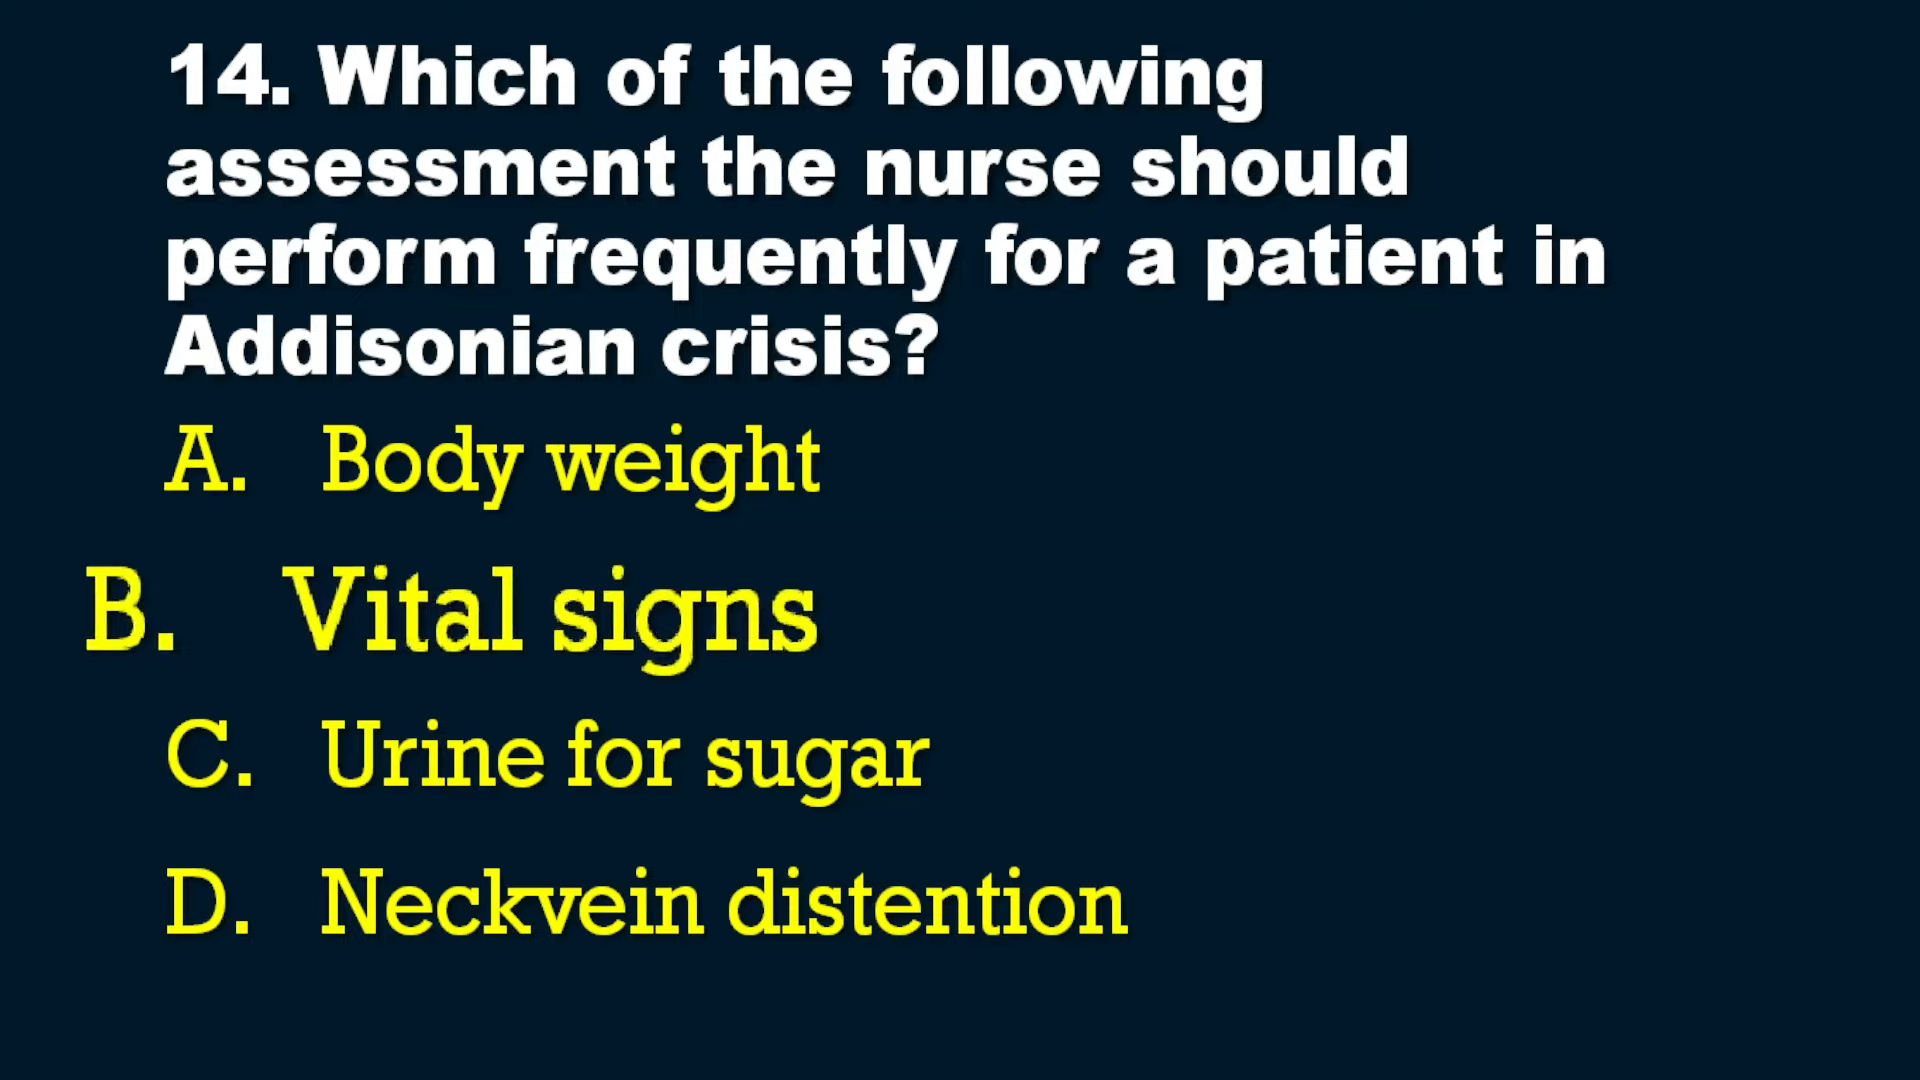 14. Which of the following
assessment the nurse should
perform frequently for a patient in
Addisonian crisis?
A. Body weight
B. Vital signs
C. Urine for sugar
D. Neckvein distention